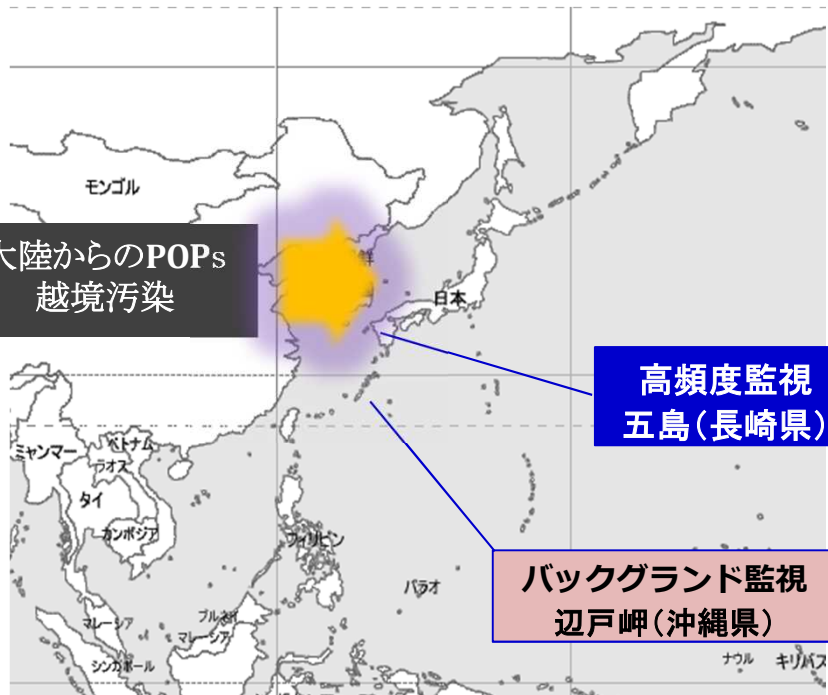 モンゴル
大陸からのPOPs
越境汚染
鮮
日本
高頻度監視
五島(長崎県)
ミャンマー
ベトナム
ラオス
タイ
カンボジア
フィリピン
バックグランド監視
辺戸岬(沖縄県)
パラオ
マレーシア
ブルネイ
マレーシア
シンガポール
ナウル
キリバス